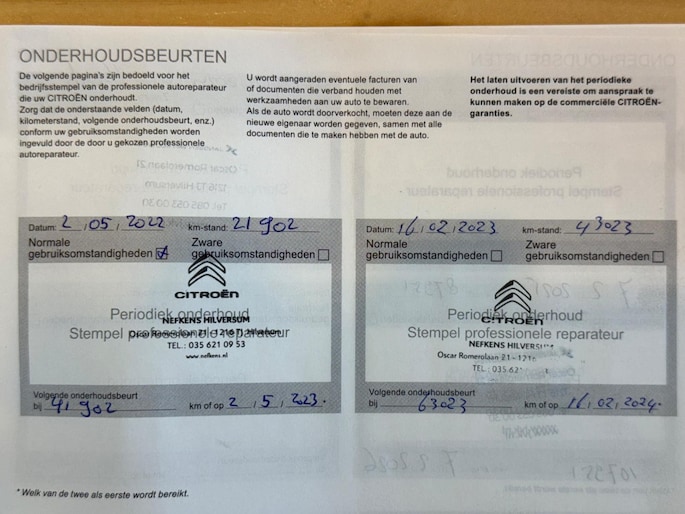 ONDERHOUDSBEURTEN
De volgende pagina's zijn bedoeld voor het
bedrijfsstempel van de professionele autoreparateur
die uw CITROËN onderhoudt.
Zorg dat de onderstaande velden (datum,
kilometerstand, volgende onderhoudsbeurt, enz.)
conform uw gebruiksomstandigheden worden
ingevuld door de door u gekozen professionele
autoreparateur.
U wordt aangeraden eventuele facturen van
of documenten die verband houden met
werkzaamheden aan uw auto te bewaren.
Als de auto wordt doorverkocht, moeten deze aan de
nieuwe eigenaar worden gegeven, samen met alle
documenten die te maken hebben met de auto.
Het laten uitvoeren van het periodieke
onderhoud is een vereiste om aanspraak te
kunnen maken op de commerciële CITROËN-
garanties.
Datum: 2 , 05 , 2022 km-stand: 21902
Normale
gebruiksomstandigheden
Zware
gebruiksomstandigheden
CITROËN
Periodiek onderhoud
NEFKENS HILVERSUM
Stempel professionele reparateur
TEL.: 035 621 09 53
www.nefkens.nl
Volgende onderhoudsbeurt
bij 41902 km of op 2 , 5 , 2023.
Datum: 16 , 02 , 2023 km-stand: 43023
Normale
gebruiksomstandigheden
Zware
gebruiksomstandigheden
CITROËN
Periodiek onderhoud
Stempel professionele reparateur
NEFKENS HILVERSUM
Oscar Romerolaan 21 - 1216
TEL.: 035 621
Volgende onderhoudsbeurt
bij 63023 km of op 16 , 02 , 2024.
* Welk van de twee als eerste wordt bereikt.